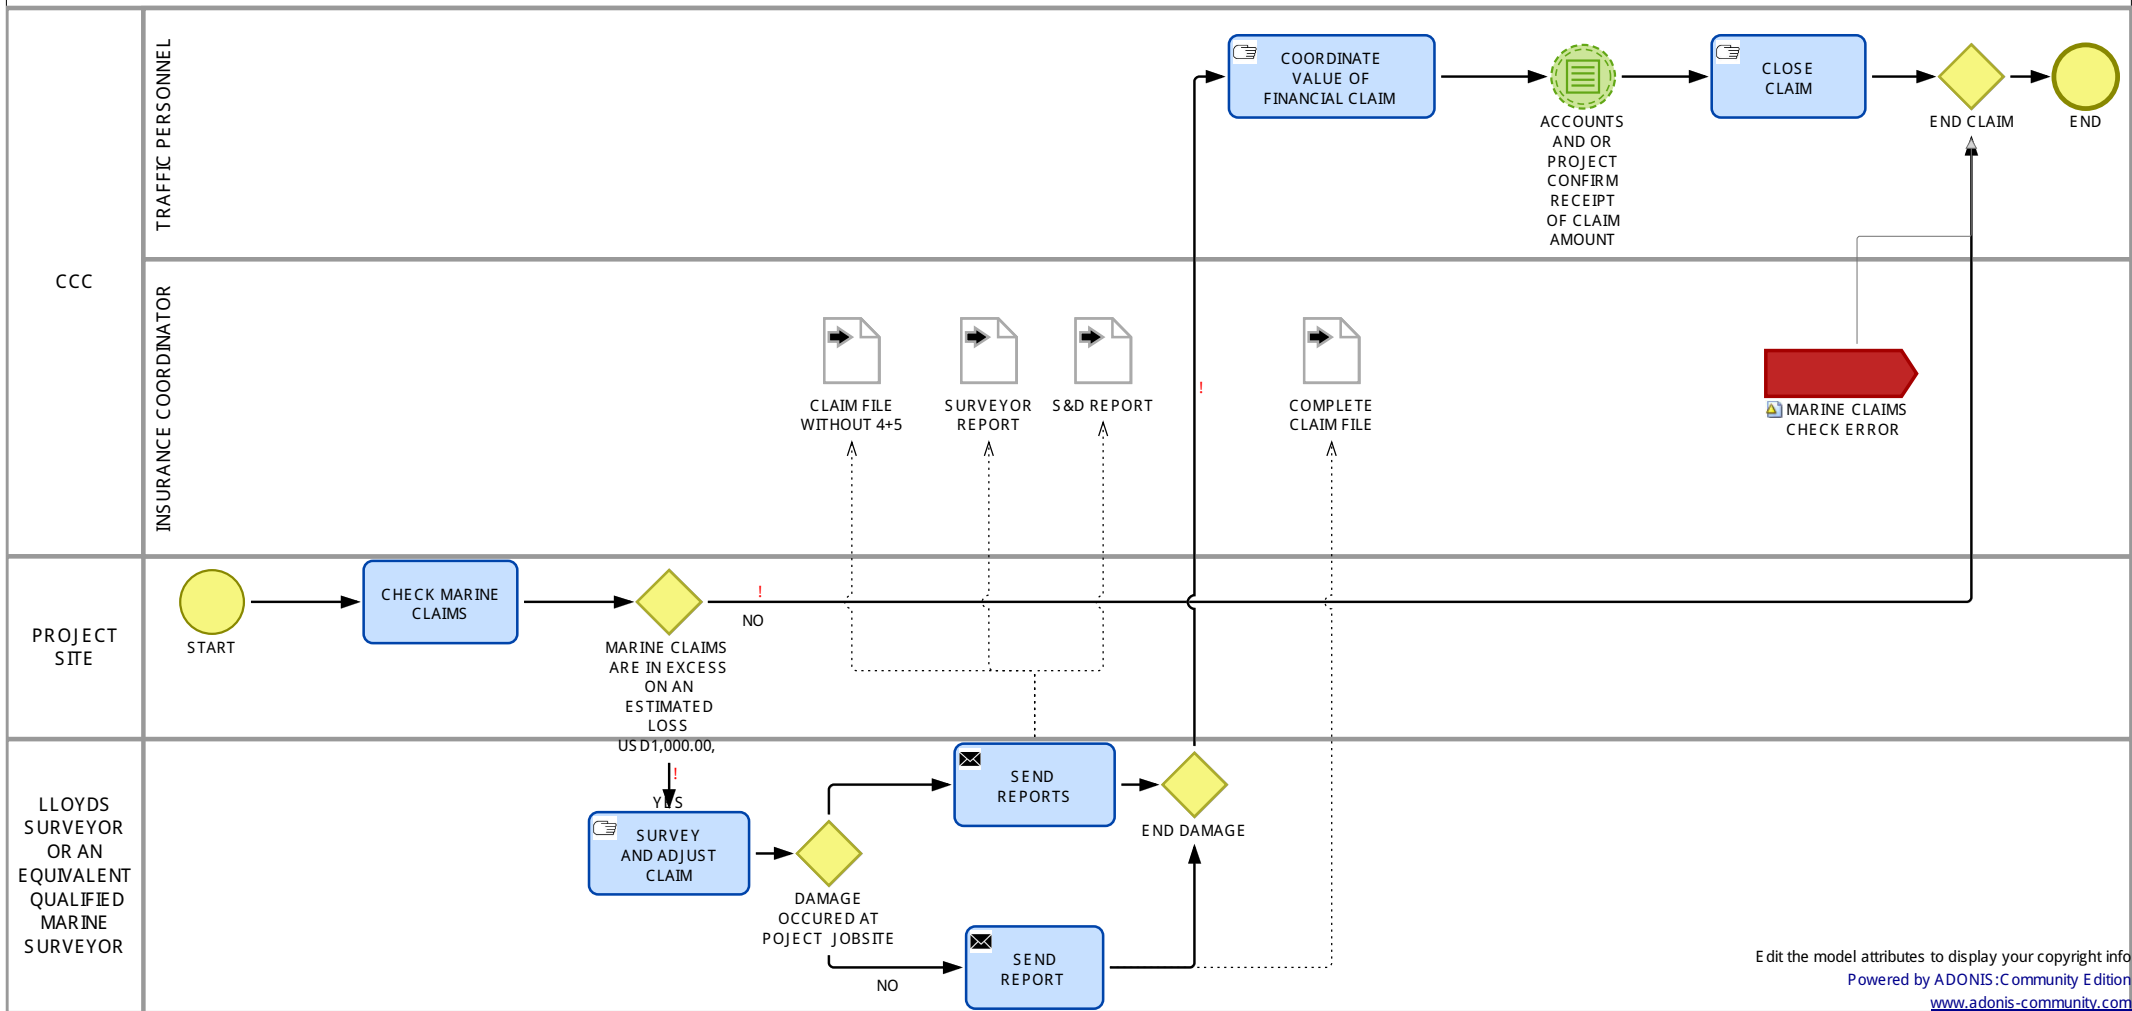 CCC
TRAFFIC PERSONNEL
COORDINATE
VALUE OF
FINANCIAL CLAIM
ACCOUNTS
AND OR
PROJECT
CONFIRM
RECEIPT
OF CLAIM
AMOUNT
CLOSE
CLAIM
END CLAIM
END
INSURANCE COORDINATOR
CLAIM FILE
WITHOUT 4+5
SURVEYOR
REPORT
S&D REPORT
!
COMPLETE
CLAIM FILE
MARINE CLAIMS
CHECK ERROR
PROJECT
SITE
START
CHECK MARINE
CLAIMS
MARINE CLAIMS
ARE IN EXCESS
ON AN
ESTIMATED
LOSS
USD1,000.00,
!
NO
LLOYDS
SURVEYOR
OR AN
EQUIVALENT
QUALIFIED
MARINE
SURVEYOR
!
YES
SURVEY
AND ADJUST
CLAIM
DAMAGE
OCCURED AT
POJECT JOBSITE
NO
SEND
REPORTS
END DAMAGE
SEND
REPORT
Edit the model attributes to display your copyright info
Powered by ADONIS:Community Edition
www.adonis-community.com